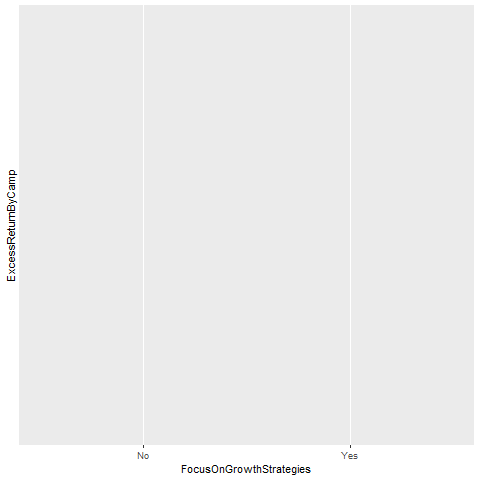 ExcessReturnByCamp
No
Yes
FocusOnGrowthStrategies